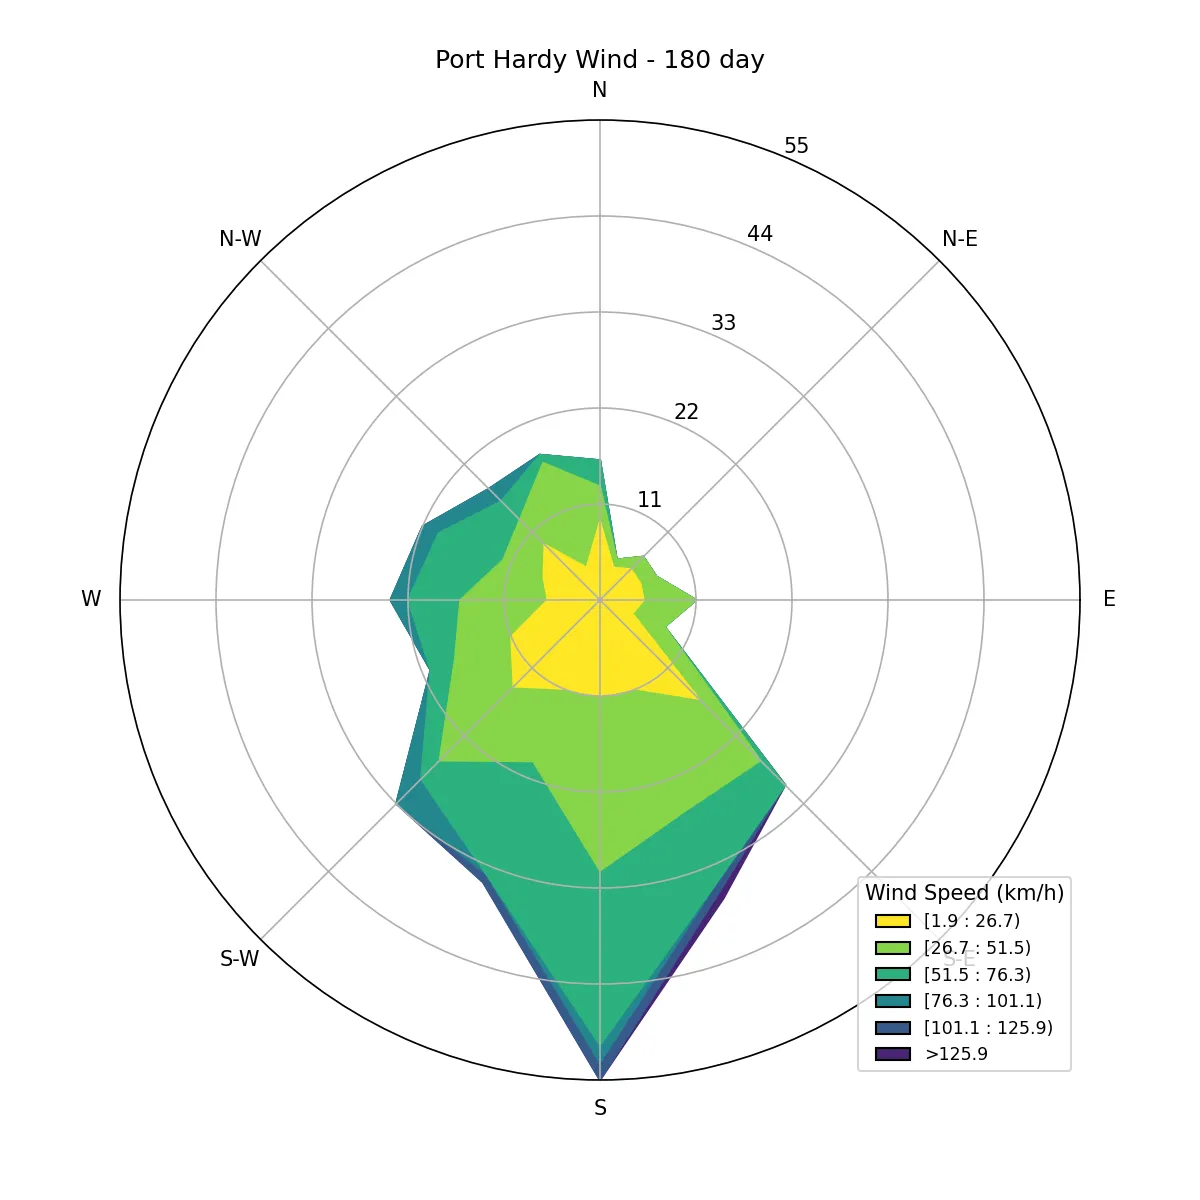 Port Hardy Wind - 180 day
N
55
N-W
44
N-E
33
22
11
W
E
Wind Speed (km/h)
[1.9 : 26.7)
[26.7 : 51.5)
S-W
S-E
[51.5 : 76.3)
[76.3 : 101.1)
[101.1 : 125.9)
>125.9
S